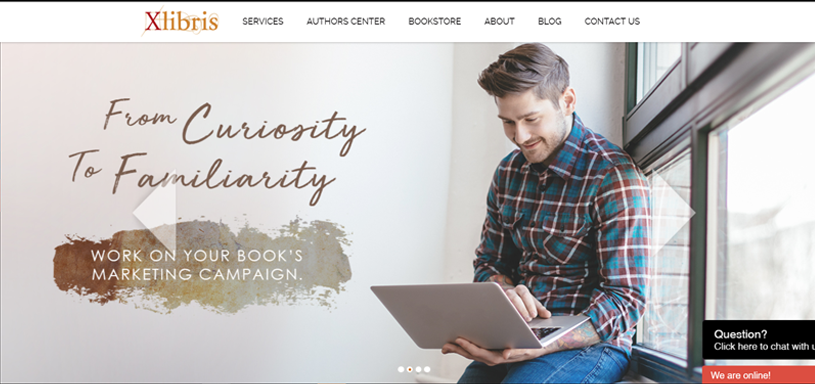 Xlibris
SERVICES
AUTHORS CENTER
BOOKSTORE
ABOUT
BLOG
CONTACT US
From Curiosity
To Familiarity
WORK ON YOUR BOOK'S
MARKETING CAMPAIGN.
Question?
Click here to chat with u
We are online!